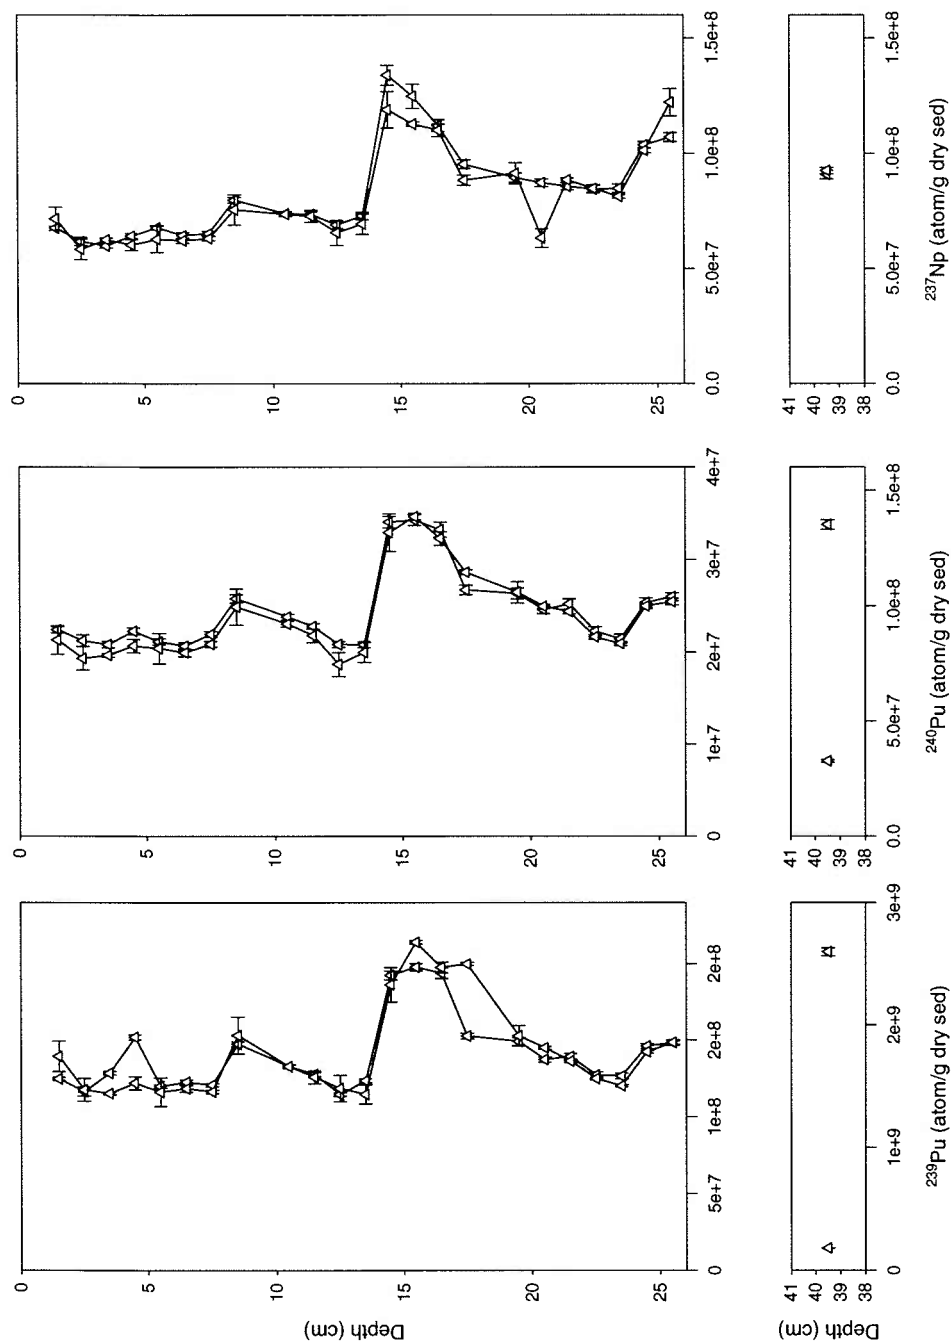 0 0 0
5 5 5
10 10 10
15 15 15
20 20 20
25 25 25
Depth (cm)
0 5e+7 1e+8 2e+8 2e+8 0 1e+7 2e+7 3e+7 4e+7 0.0 5.0e+7 1.0e+8 1.5e+8
41 41 41
40 40 40
39 39 39
38 38 38
Depth (cm)
0 1e+9 2e+9 3e+9 0.0 5.0e+7 1.0e+8 1.5e+8 0.0 5.0e+7 1.0e+8 1.5e+8
²³⁹Pu (atom/g dry sed) ²⁴⁰Pu (atom/g dry sed) ²³⁷Np (atom/g dry sed)